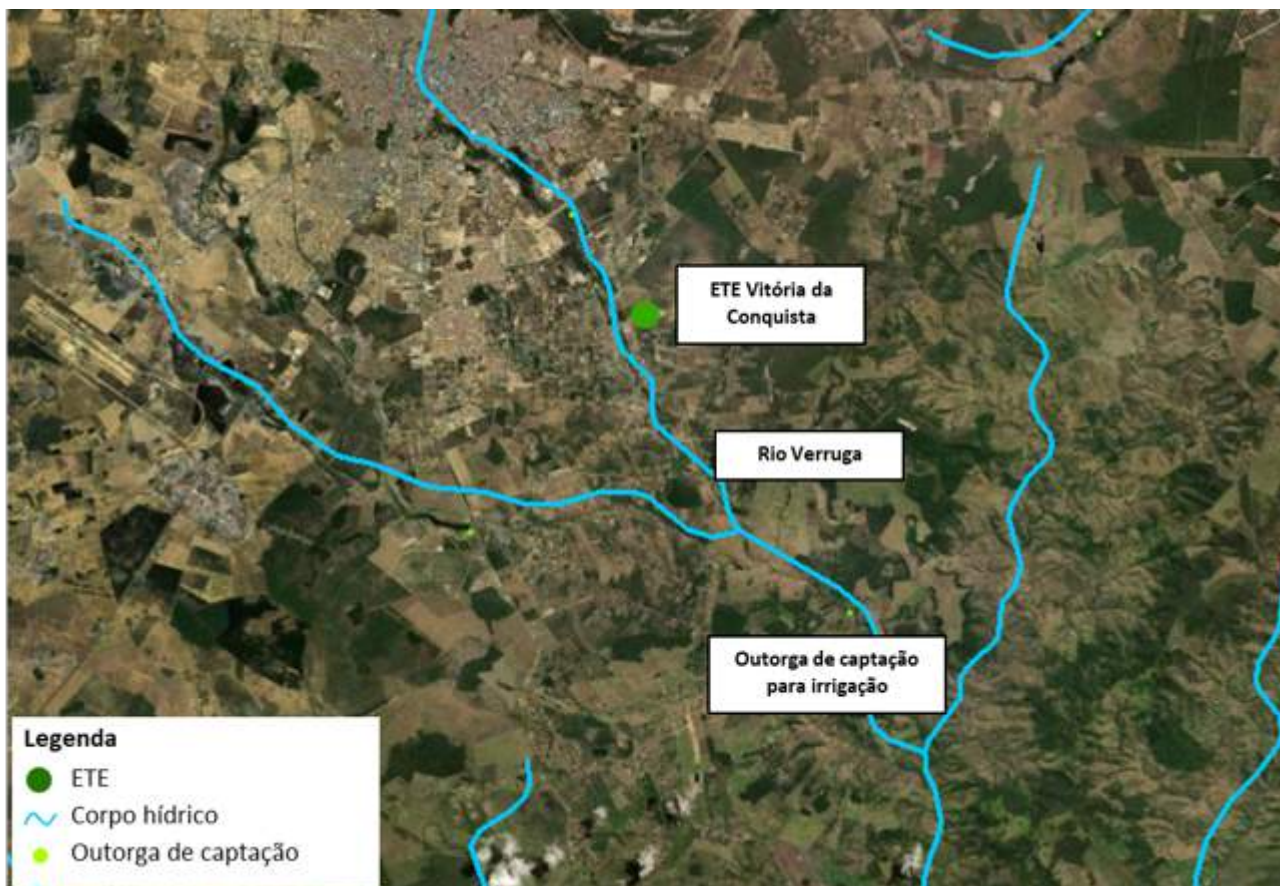 ETE Vitória da
Conquista
Rio Verruga
Outorga de captação
para irrigação
Legenda
ETE
Corpo hídrico
Outorga de captação